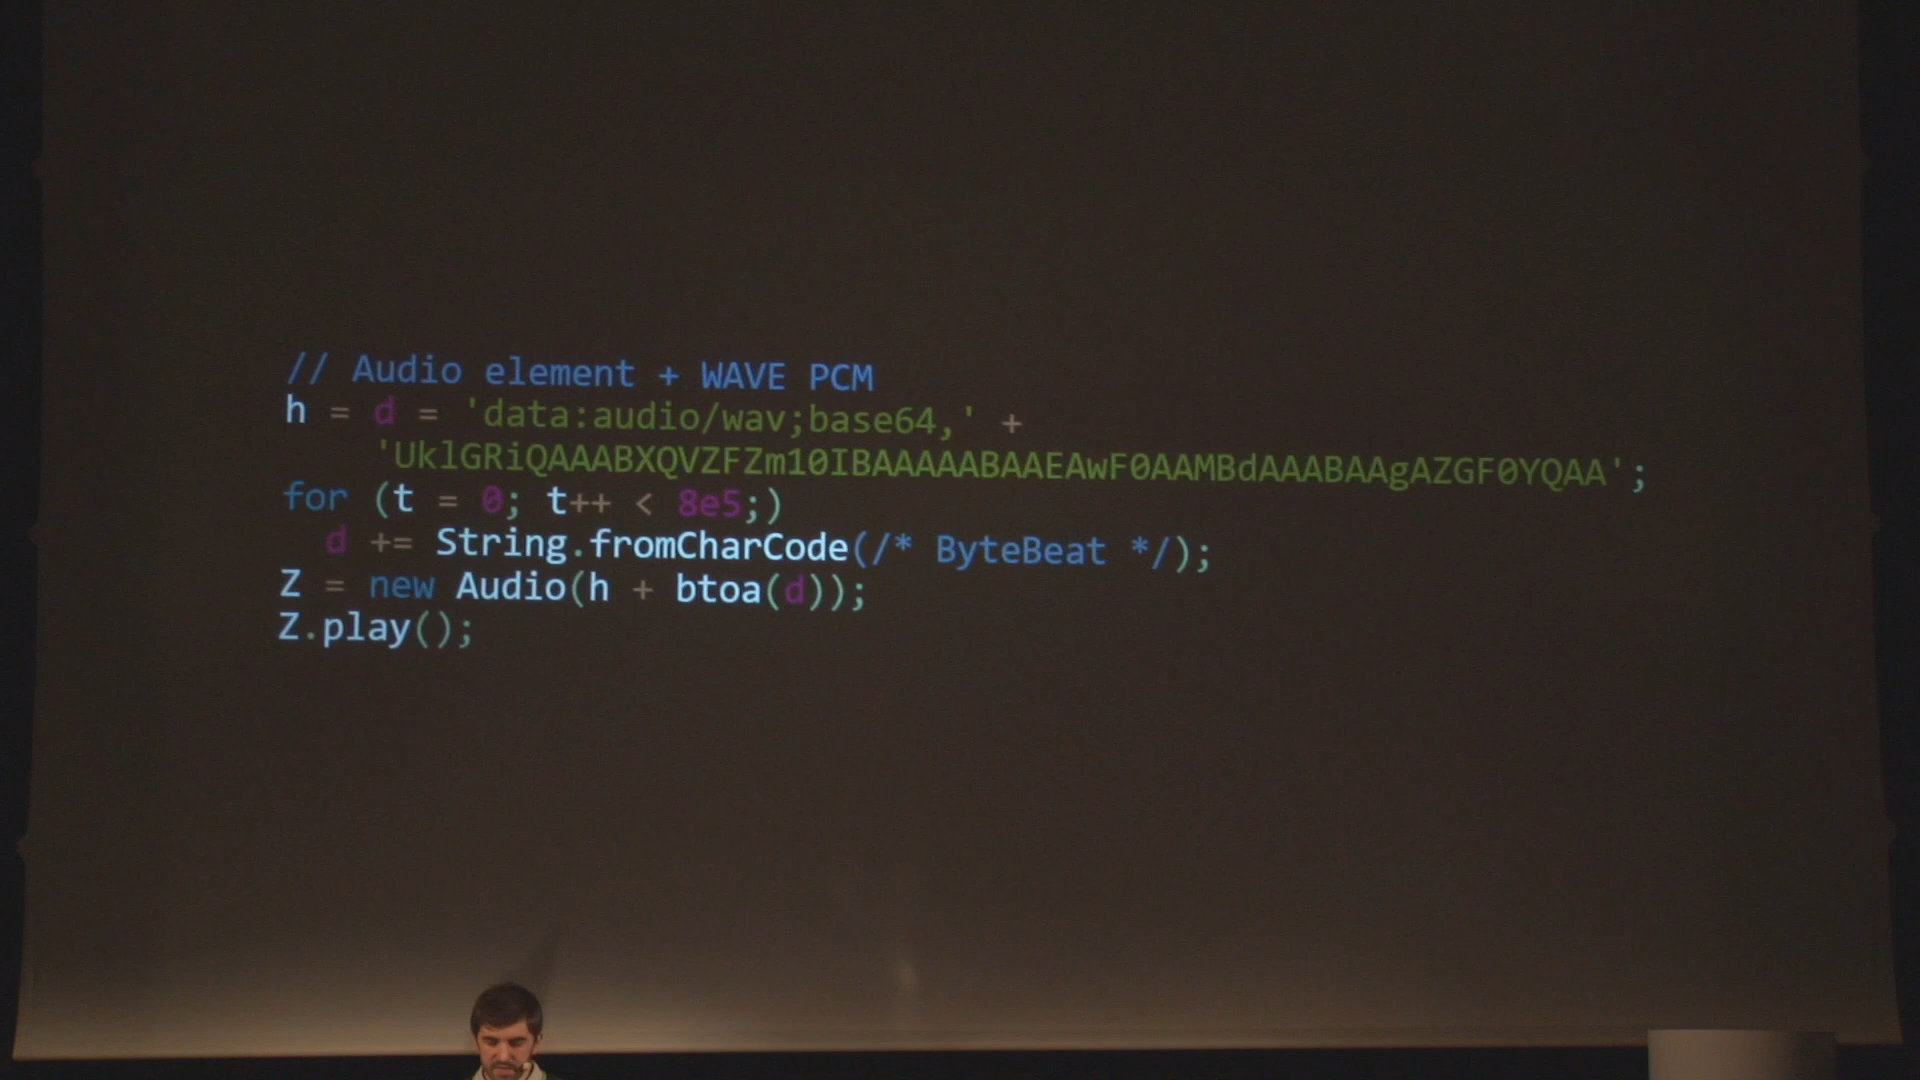 // Audio element + WAVE PCM
h = d = 'data:audio/wav;base64,' +
'UklGRiQAAABXQVZFZm10IBAAAAABAAEAwF0AAMBdAAABAAgAZGF0YQAA';
for (t = 0; t++ < 8e5;)
d += String.fromCharCode(/* ByteBeat */);
Z = new Audio(h + btoa(d));
Z.play();